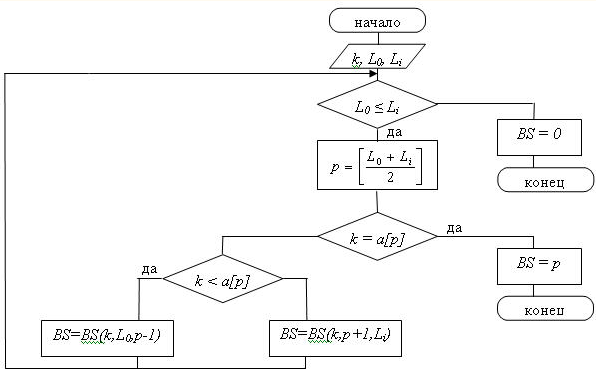 начало
k, L₀, Lᵢ
L₀ ≤ Lᵢ
да
BS = 0
p = [(L₀ + Lᵢ)/2]
конец
k = a[p]
да
да
k < a[p]
BS = p
конец
BS=BS(k,L₀,p-1)
BS=BS(k,p+1,Lᵢ)